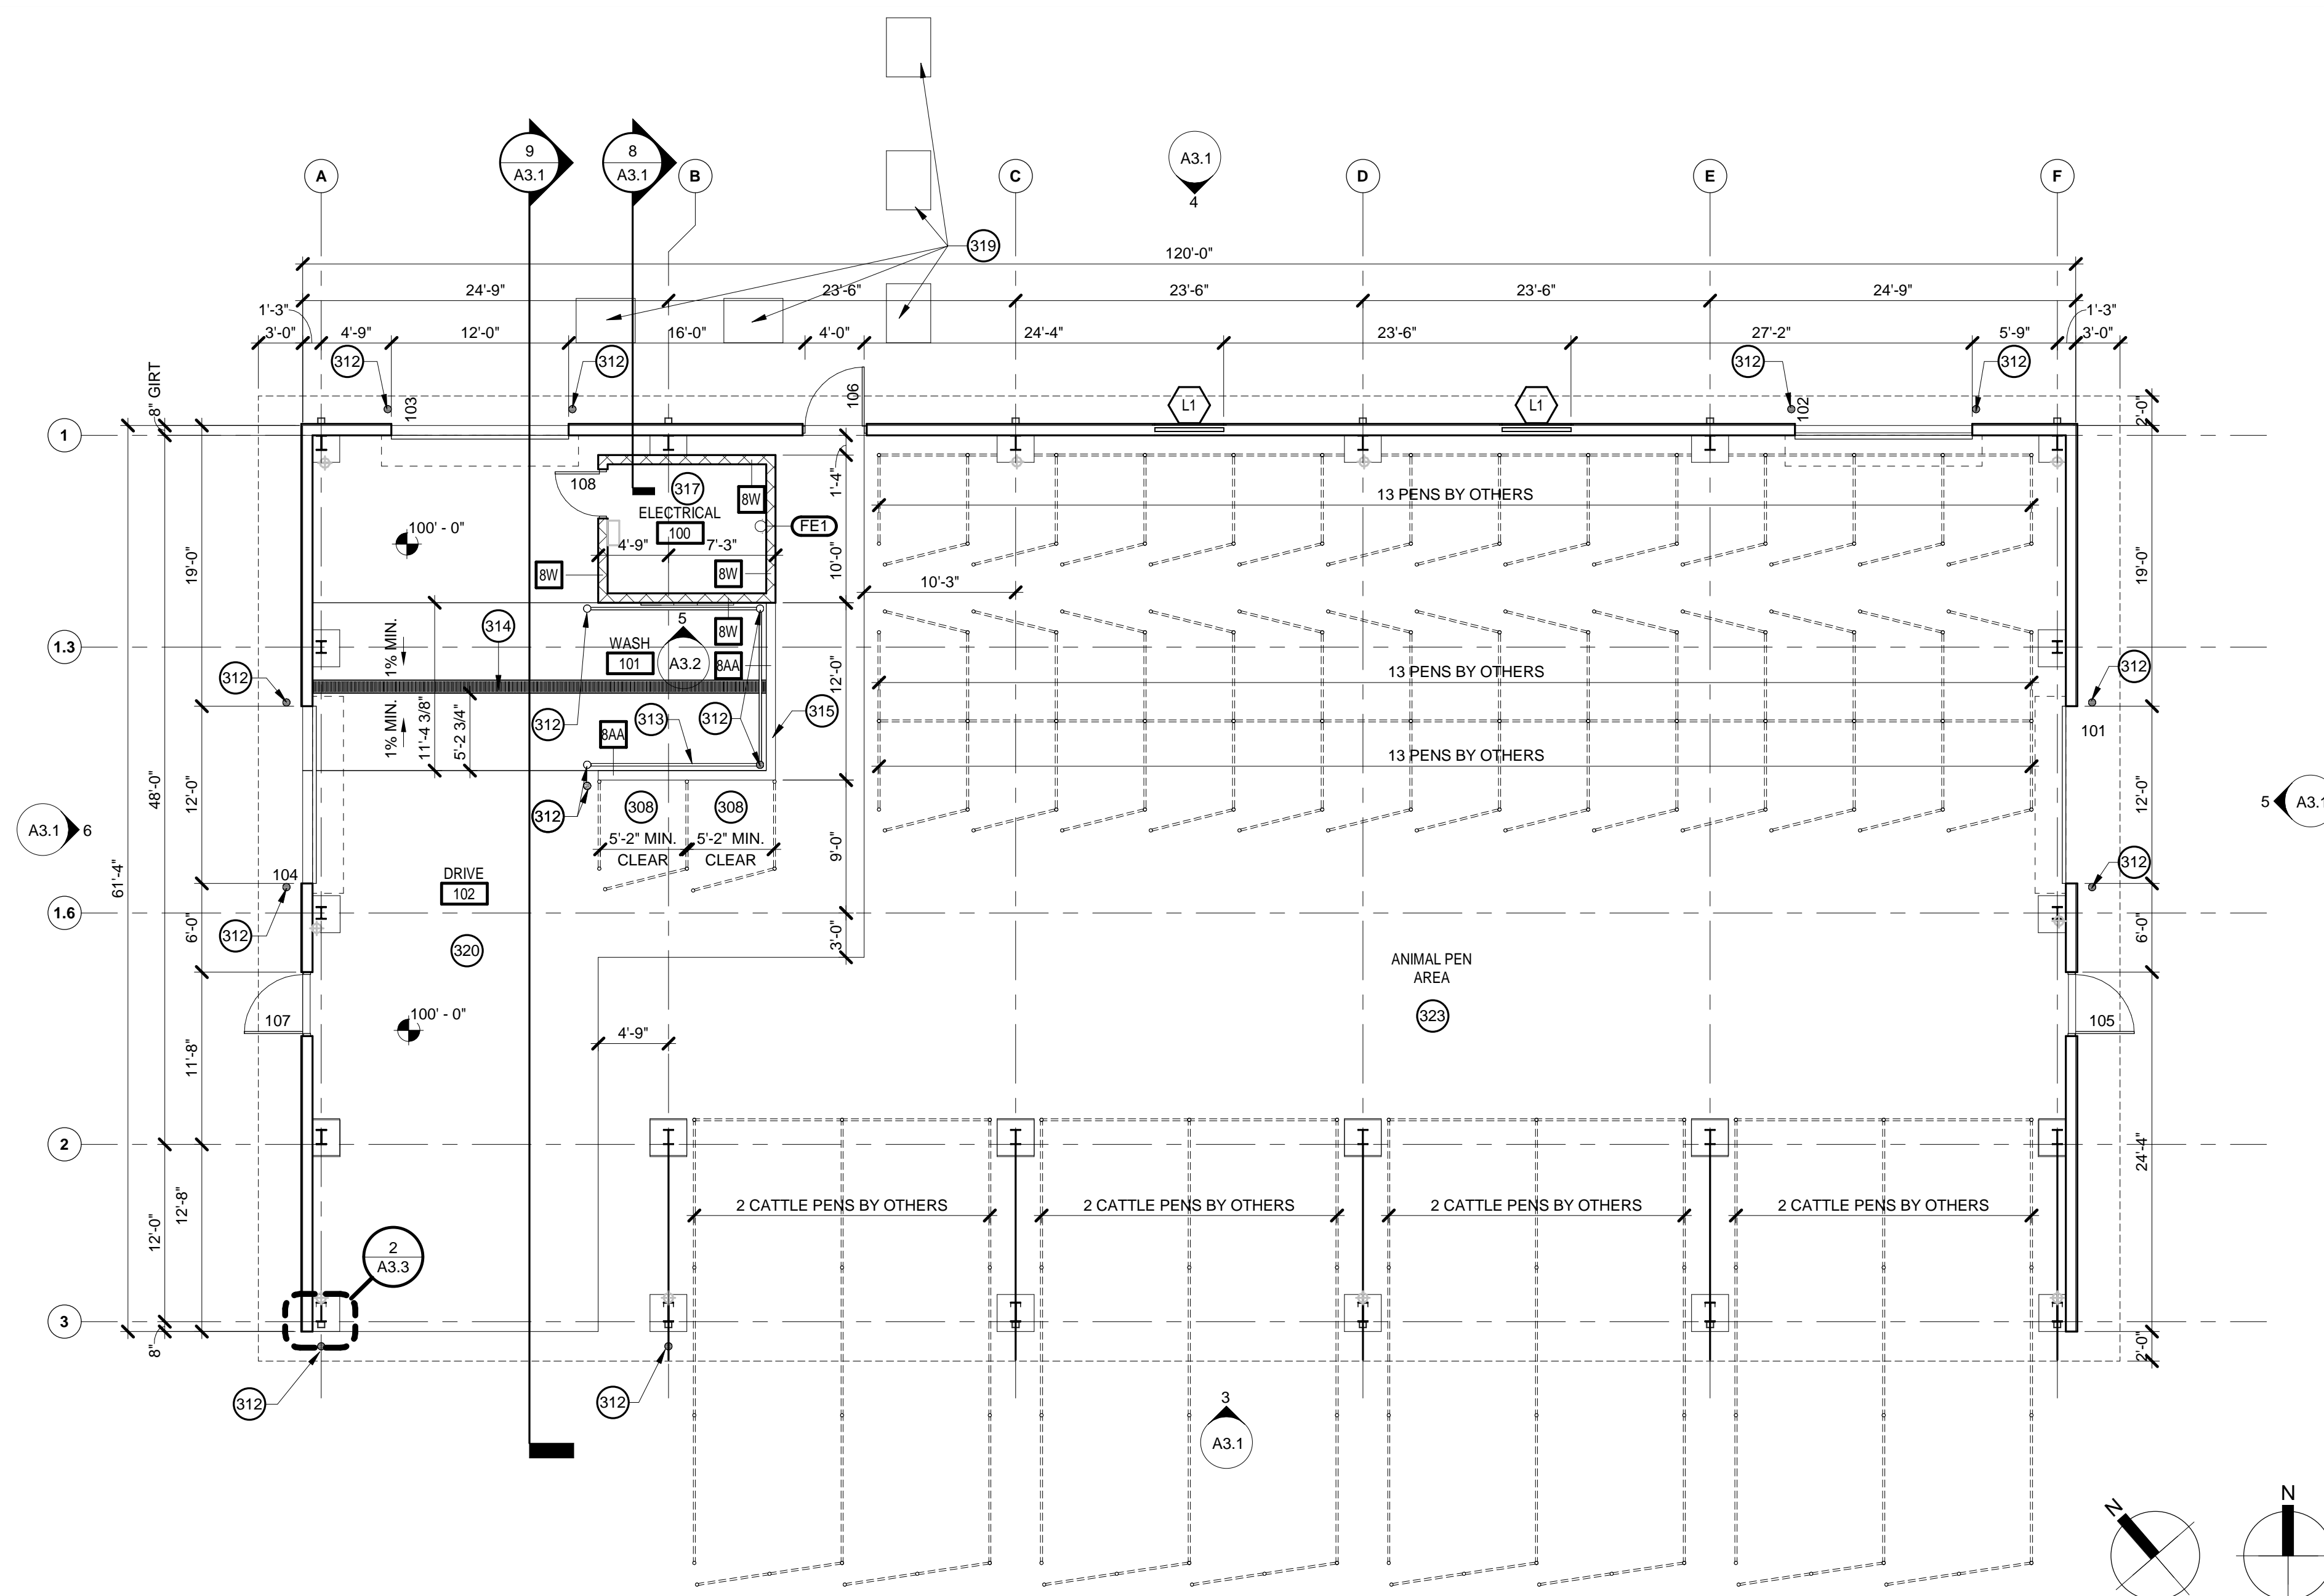 9
A3.1
8
A3.1
A3.1
4
A
B
C
D
E
F
319
120'-0"
24'-9"
23'-6"
23'-6"
23'-6"
24'-9"
1'-3"
1'-3"
3'-0"
4'-9"
12'-0"
16'-0"
4'-0"
24'-4"
23'-6"
27'-2"
5'-9"
3'-0"
312
312
312
312
8" GIRT
103
106
L1
L1
102
2'-0"
1
108
317
8W
1'-4"
13 PENS BY OTHERS
ELECTRICAL
100
FE1
100' - 0"
4'-9"
7'-3"
8W
8W
10'-0"
10'-3"
19'-0"
19'-0"
1.3
314
5
8W
WASH
101
A3.2
8AA
1% MIN.
12'-0"
13 PENS BY OTHERS
312
312
1% MIN.
11'-4 3/8"
5'-2 3/4"
312
313
312
315
8AA
101
13 PENS BY OTHERS
48'-0"
12'-0"
12'-0"
312
308
308
5'-2" MIN.
CLEAR
5'-2" MIN.
CLEAR
9'-0"
A3.1
6
5
A3.1
61'-4"
104
DRIVE
102
312
1.6
312
6'-0"
3'-0"
6'-0"
320
ANIMAL PEN
AREA
323
107
100' - 0"
4'-9"
105
11'-8"
2
24'-4"
12'-0"
12'-8"
2 CATTLE PENS BY OTHERS
2 CATTLE PENS BY OTHERS
2 CATTLE PENS BY OTHERS
2 CATTLE PENS BY OTHERS
2
A3.3
3
8"
2'-0"
312
312
3
A3.1
N
N